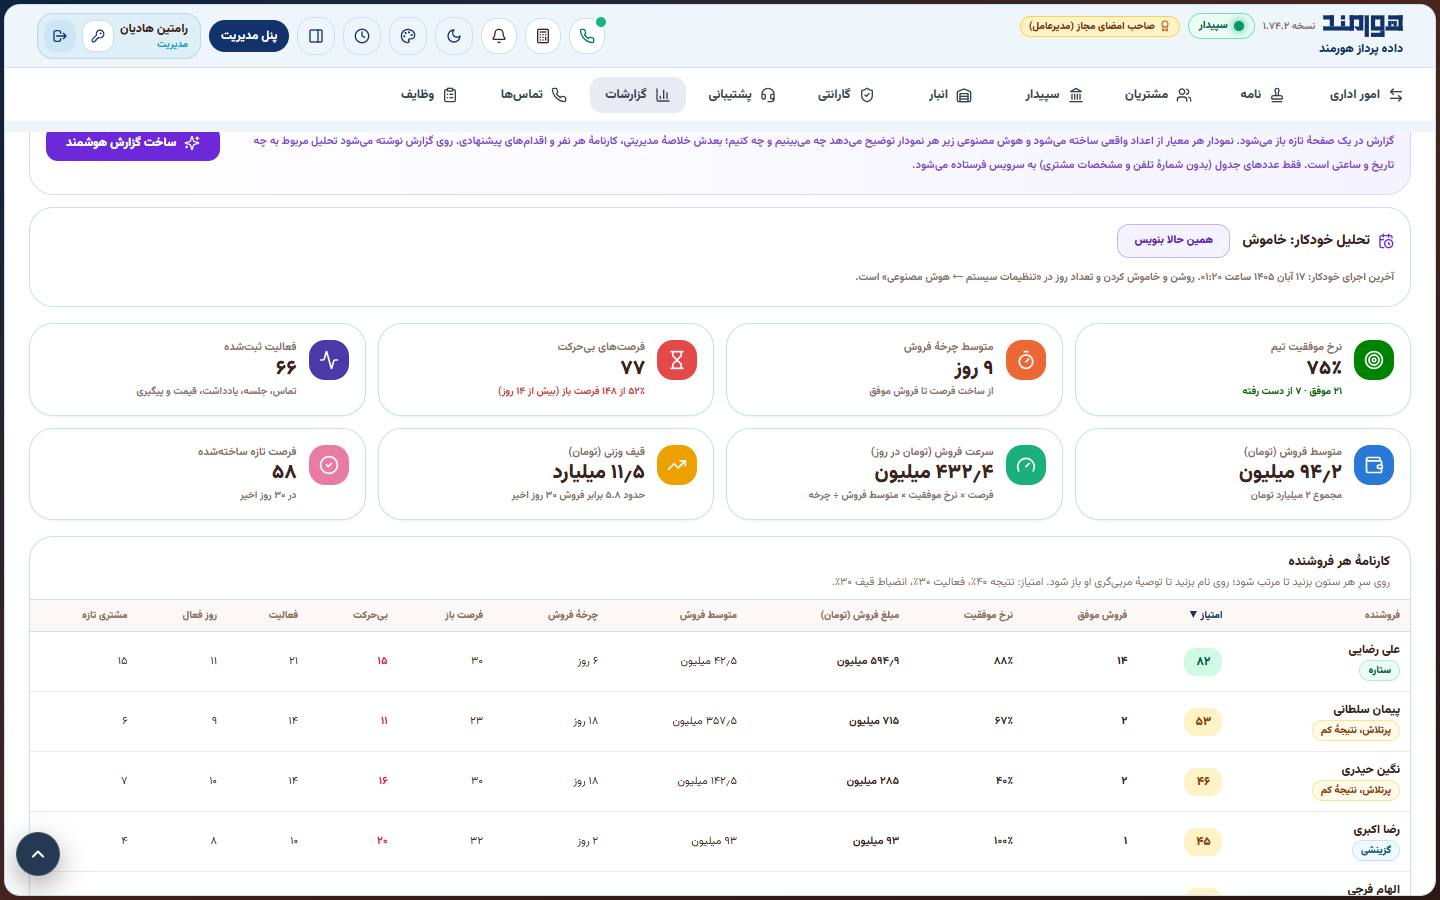 هورمند
داده پرداز هورمند
نسخه ۱.۷۴.۲
سپیدار
صاحب امضای مجاز (مدیرعامل)
پنل مدیریت
رامتین هادیان
مدیریت
امور اداری
نامه
مشتریان
سپیدار
انبار
گارانتی
پشتیبانی
گزارشات
تماس‌ها
وظایف
گزارش در یک صفحهٔ تازه باز می‌شود. نمودار هر معیار از اعداد واقعی ساخته می‌شود و هوش مصنوعی زیر هر نمودار توضیح می‌دهد چه می‌بینیم و چه کنیم؛ بعدش خلاصهٔ مدیریتی، کارنامهٔ هر نفر و اقدام‌های پیشنهادی. روی گزارش نوشته می‌شود تحلیل مربوط به چه
تاریخ و ساعتی است. فقط عددهای جدول (بدون شمارهٔ تلفن و مشخصات مشتری) به سرویس فرستاده می‌شود.
ساخت گزارش هوشمند
تحلیل خودکار: خاموش
همین حالا بنویس
آخرین اجرای خودکار: ۱۷ آبان ۱۴۰۵ ساعت ۰۱:۲۰. روشن و خاموش کردن و تعداد روز در «تنظیمات سیستم ← هوش مصنوعی» است.
نرخ موفقیت تیم
۷۵٪
۲۱ موفق · ۷ از دست رفته
متوسط چرخهٔ فروش
۹ روز
از ساخت فرصت تا فروش موفق
فرصت‌های بی‌حرکت
۷۷
۵۲٪ از ۱۴۸ فرصت باز (بیش از ۱۴ روز)
فعالیت ثبت‌شده
۶۶
تماس، جلسه، یادداشت، قیمت و پیگیری
متوسط فروش (تومان)
۹۴٫۲ میلیون
مجموع ۲ میلیارد تومان
سرعت فروش (تومان در روز)
۴۳۲٫۴ میلیون
فرصت × نرخ موفقیت × متوسط فروش ÷ چرخه
قیف وزنی (تومان)
۱۱٫۵ میلیارد
حدود ۵.۸ برابر فروش ۳۰ روز اخیر
فرصت تازه ساخته‌شده
۵۸
در ۳۰ روز اخیر
کارنامهٔ هر فروشنده
روی سرِ هر ستون بزنید تا مرتب شود؛ روی نام بزنید تا توصیهٔ مربی‌گری او باز شود. امتیاز: نتیجه ۴۰٪، فعالیت ۳۰٪، انضباط قیف ۳۰٪.
فروشنده امتیاز ▼ فروش موفق نرخ موفقیت مبلغ فروش (تومان) متوسط فروش چرخهٔ فروش فرصت باز بی‌حرکت فعالیت روز فعال مشتری تازه
علی رضایی
ستاره
۸۲ ۱۴ ۸۸٪ ۵۹۴٫۹ میلیون ۴۲٫۵ میلیون ۶ روز ۳۰ ۱۵ ۲۱ ۱۱ ۱۵
پیمان سلطانی
پرتلاش، نتیجهٔ کم
۵۳ ۲ ۶۷٪ ۷۱۵ میلیون ۳۵۷٫۵ میلیون ۱۸ روز ۲۳ ۱۱ ۱۴ ۹ ۶
نگین حیدری
پرتلاش، نتیجهٔ کم
۴۶ ۲ ۴۰٪ ۲۸۵ میلیون ۱۴۲٫۵ میلیون ۱۸ روز ۳۰ ۱۶ ۱۴ ۱۰ ۷
رضا اکبری
گزینشی
۴۵ ۱ ۱۰۰٪ ۹۳ میلیون ۹۳ میلیون ۲ روز ۳۲ ۲۰ ۱۰ ۸ ۴
الهام فرجی